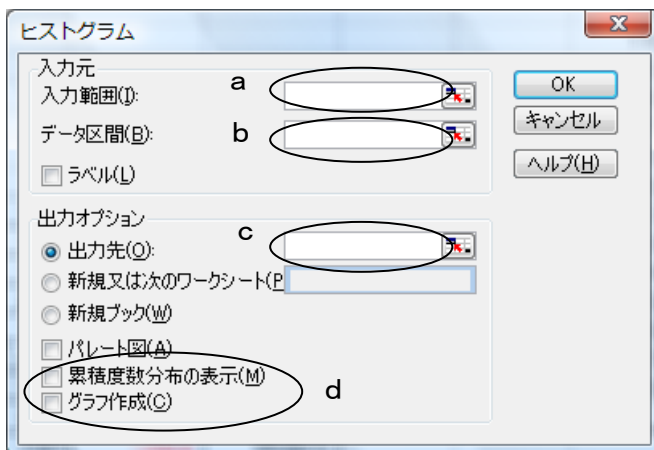 ヒストグラム
入力元
入力範囲(I):
a
データ区間(B):
b
ラベル(L)
OK
キャンセル
ヘルプ(H)
出力オプション
出力先(O):
c
新規又は次のワークシート(P
新規ブック(W)
パレート図(A)
累積度数分布の表示(M)
グラフ作成(C)
d